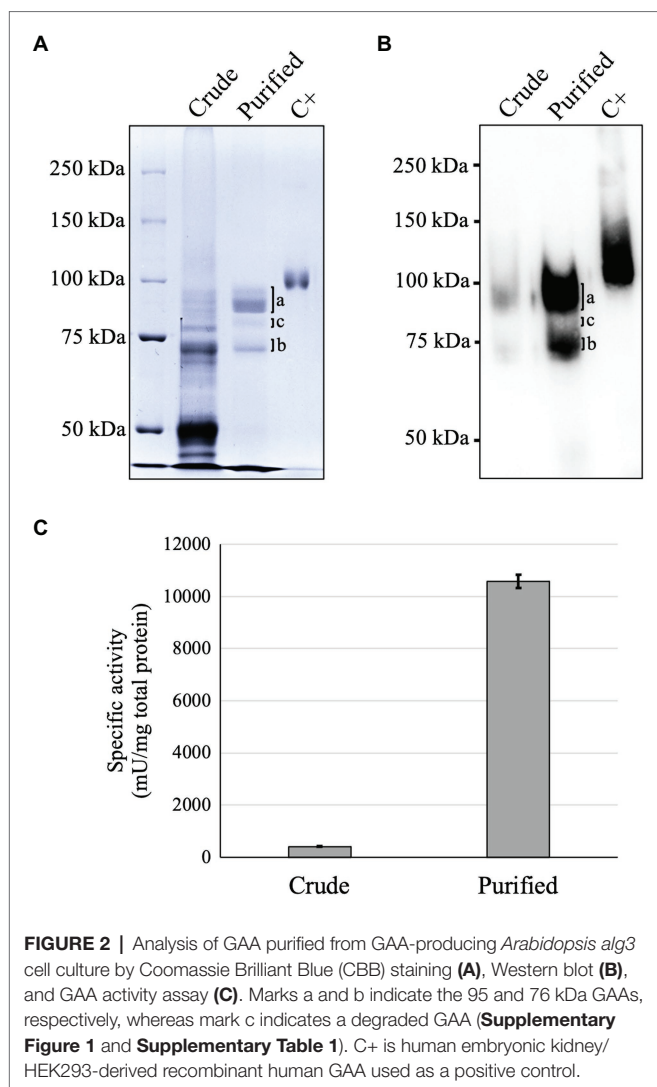 A
B
Crude
Purified
C+
Crude
Purified
C+
250 kDa
150 kDa
100 kDa
75 kDa
50 kDa
a
c
b
250 kDa
150 kDa
100 kDa
75 kDa
50 kDa
a
c
b
C
Specific activity
(mU/mg total protein)
12000
10000
8000
6000
4000
2000
0
Crude
Purified
FIGURE 2 | Analysis of GAA purified from GAA-producing Arabidopsis alg3
cell culture by Coomassie Brilliant Blue (CBB) staining (A), Western blot (B),
and GAA activity assay (C). Marks a and b indicate the 95 and 76 kDa GAAs,
respectively, whereas mark c indicates a degraded GAA (Supplementary
Figure 1 and Supplementary Table 1). C+ is human embryonic kidney/
HEK293-derived recombinant human GAA used as a positive control.